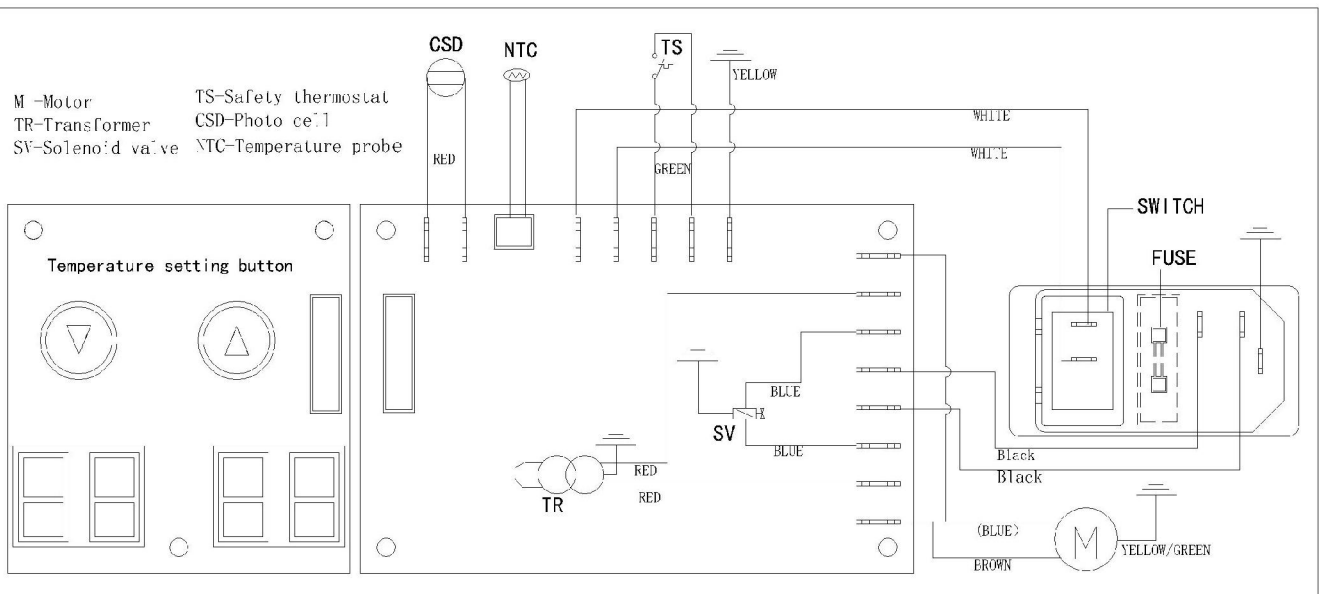 CSD
NTC
TS
YELLOW
M -Motor
TR-Transformer
SV-Solenoid valve
TS-Safety thermostat
CSD-Photo cell
NTC-Temperature probe
RED
GREEN
WHITE
WHITE
SWITCH
FUSE
Temperature setting button
BLUE
SV
BLUE
RED
RED
TR
Black
Black
(BLUE)
BROWN
M
YELLOW/GREEN